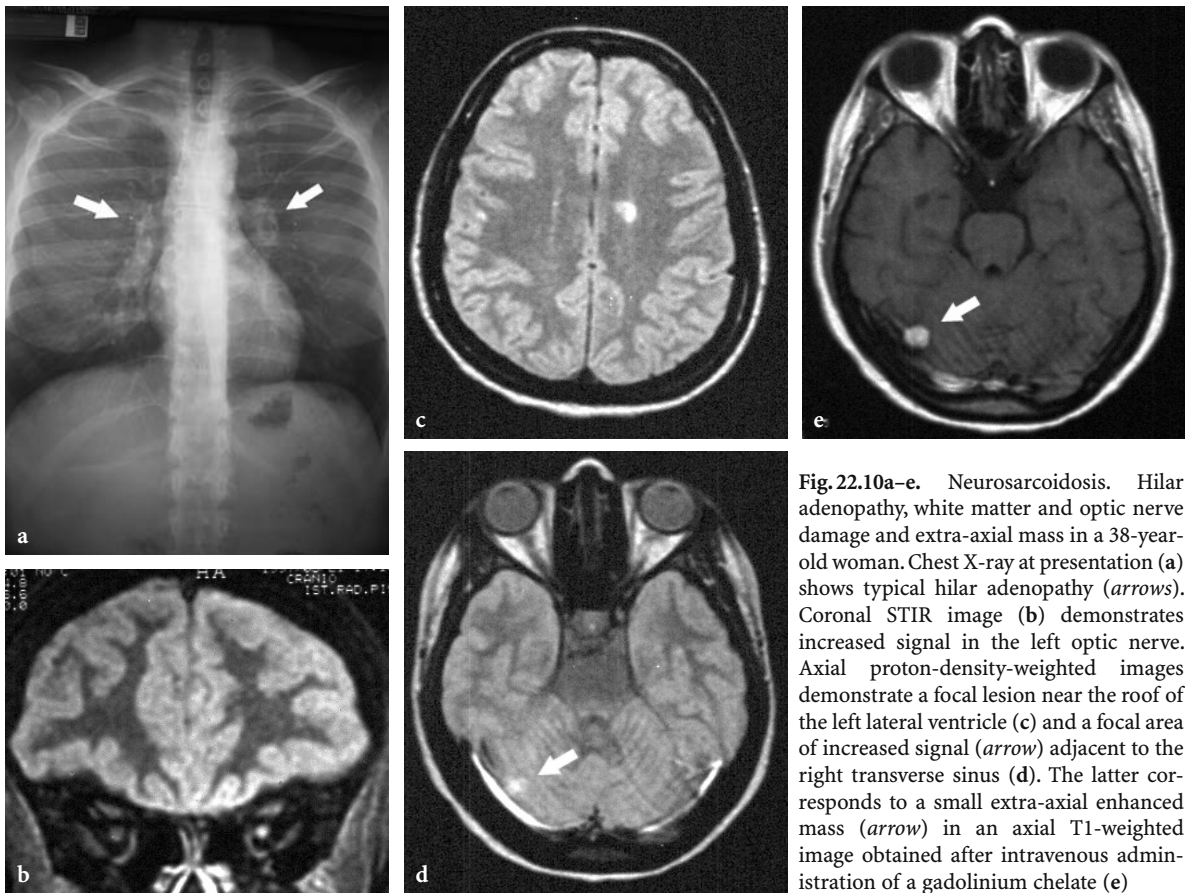 a
c
e
HA
CRANIO
b
d
Fig. 22.10a–e. Neurosarcoidosis. Hilar
adenopathy, white matter and optic nerve
damage and extra-axial mass in a 38-year-
old woman. Chest X-ray at presentation (a)
shows typical hilar adenopathy (arrows).
Coronal STIR image (b) demonstrates
increased signal in the left optic nerve.
Axial proton-density-weighted images
demonstrate a focal lesion near the roof of
the left lateral ventricle (c) and a focal area
of increased signal (arrow) adjacent to the
right transverse sinus (d). The latter cor-
responds to a small extra-axial enhanced
mass (arrow) in an axial T1-weighted
image obtained after intravenous admin-
istration of a gadolinium chelate (e)